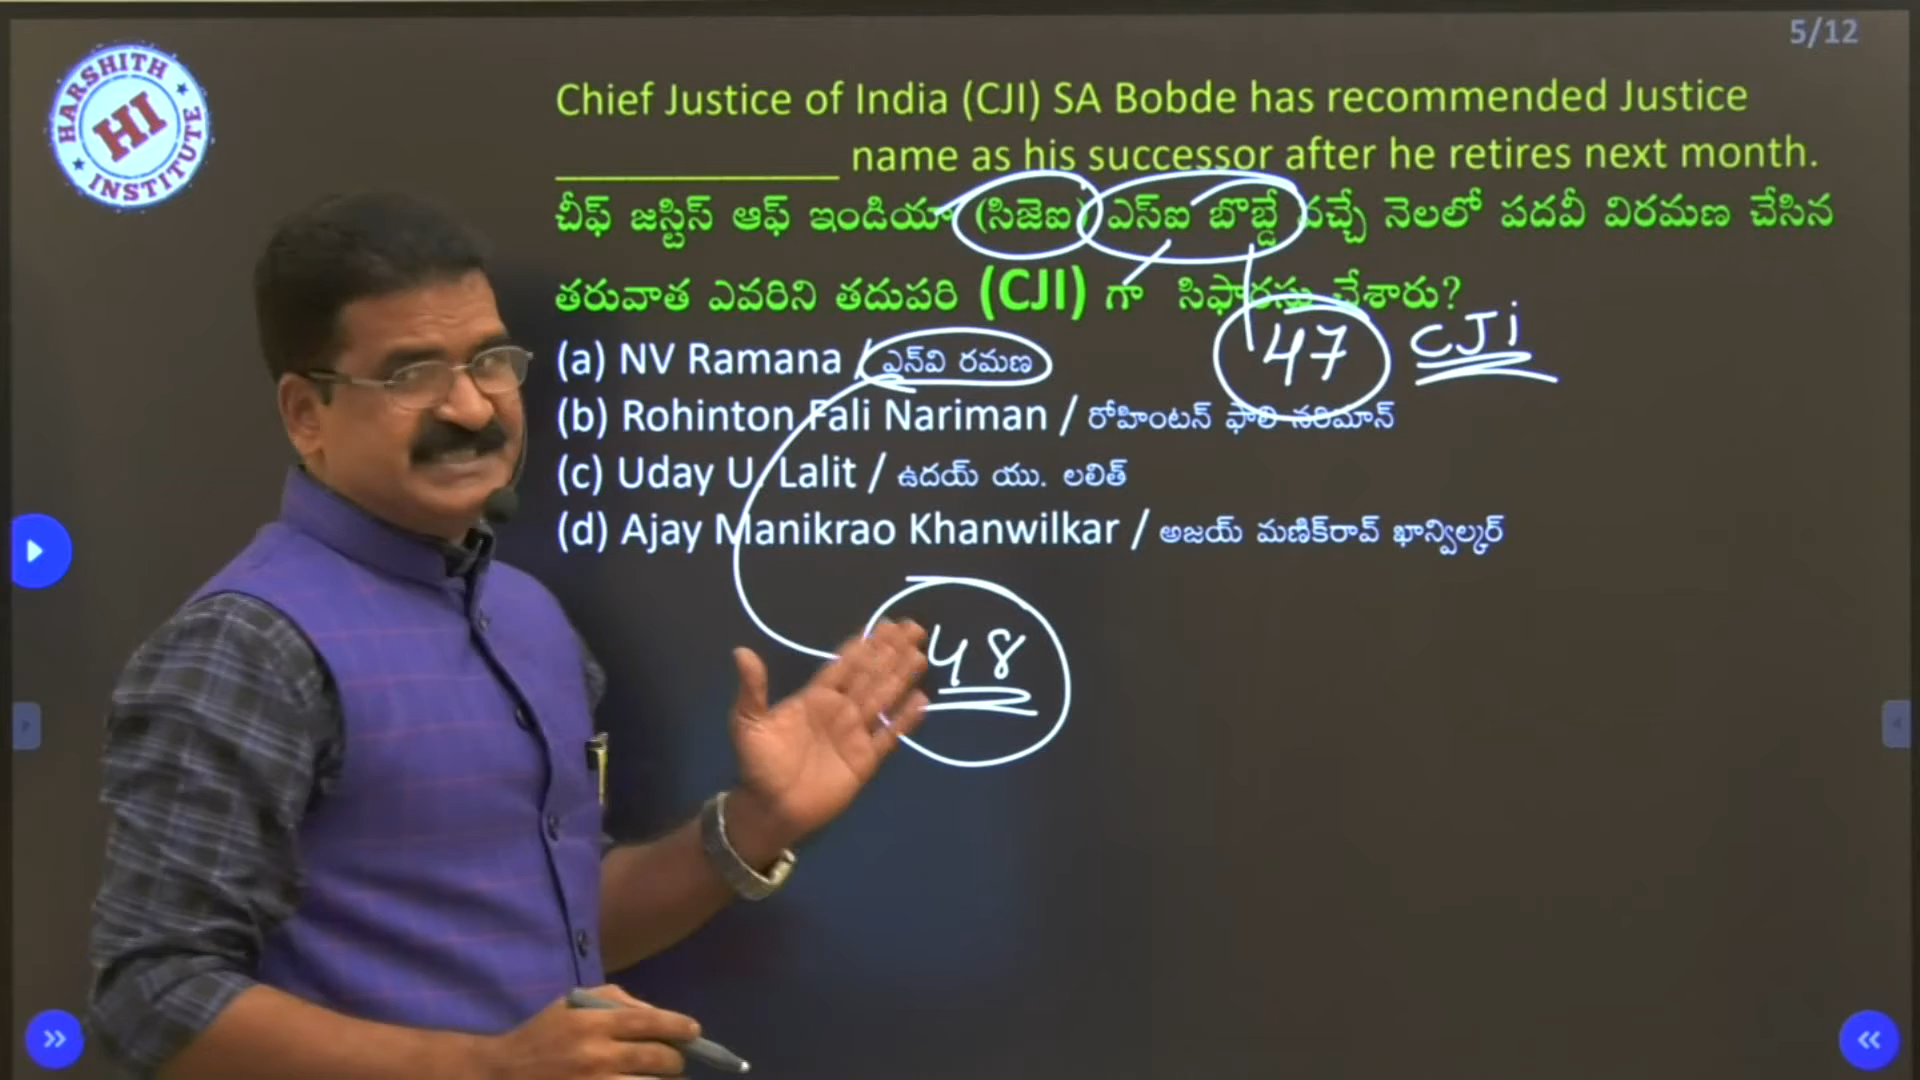 5/12
HARSHITH
HI
INSTITUTE
Chief Justice of India (CJI) SA Bobde has recommended Justice
____________ name as his successor after he retires next month.
చీఫ్ జస్టిస్ ఆఫ్ ఇండియా (సిజెఐ) ఎస్ఐ బొబ్డే వచ్చే నెలలో పదవీ విరమణ చేసిన
తరువాత ఎవరిని తదుపరి (CJI) గా సిఫారసు చేశారు?
(a) NV Ramana / ఎన్‌వి రమణ
47 CJI
(b) Rohinton Fali Nariman / రోహింటన్ ఫాలి నరిమాన్
(c) Uday U. Lalit / ఉదయ్ యు. లలిత్
(d) Ajay Manikrao Khanwilkar / అజయ్ మణిక్‌రావ్ ఖాన్విల్కర్
48